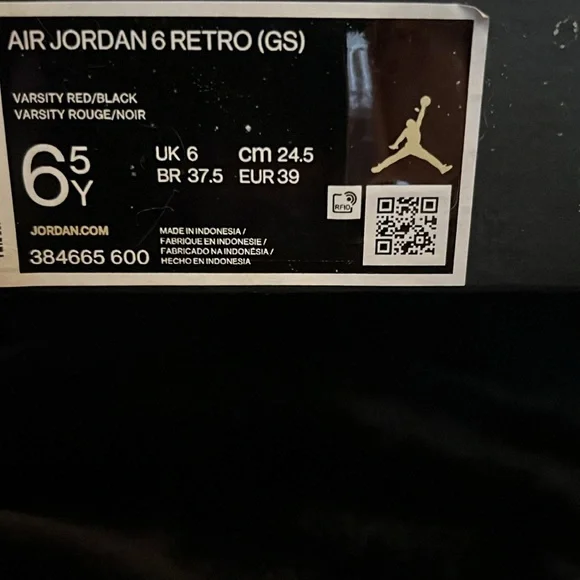 AIR JORDAN 6 RETRO (GS)
VARSITY RED/BLACK
VARSITY ROUGE/NOIR
6 5 Y
UK 6 cm 24.5
BR 37.5 EUR 39
RFID
JORDAN.COM
384665 600
MADE IN INDONESIA /
FABRIQUE EN INDONESIE /
FABRICADO NA INDONÉSIA /
HECHO EN INDONESIA